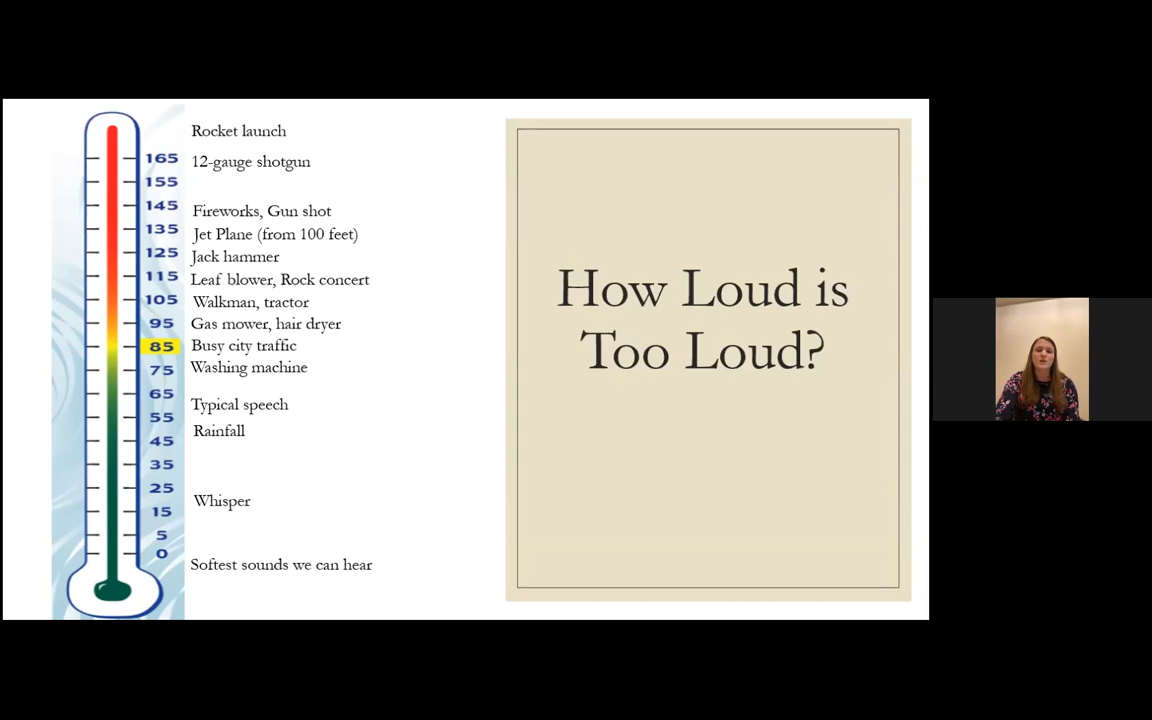 Rocket launch
165 12-gauge shotgun
155
145 Fireworks, Gun shot
135 Jet Plane (from 100 feet)
125 Jack hammer
115 Leaf blower, Rock concert
105 Walkman, tractor
95 Gas mower, hair dryer
85 Busy city traffic
75 Washing machine
65 Typical speech
55
45 Rainfall
35
25 Whisper
15
5
0
Softest sounds we can hear
How Loud is
Too Loud?